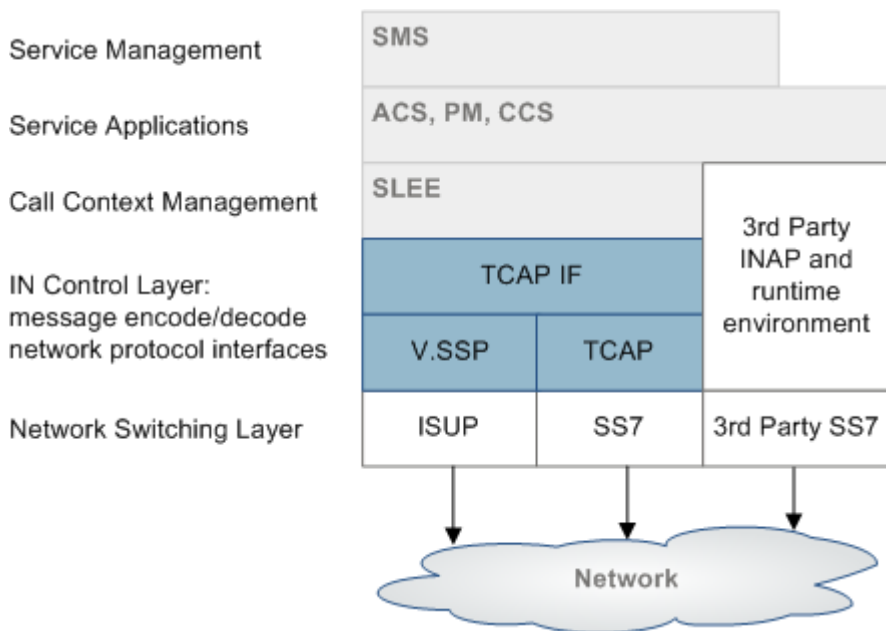 Service Management
SMS
Service Applications
ACS, PM, CCS
Call Context Management
SLEE
3rd Party
INAP and
runtime
environment
IN Control Layer:
message encode/decode
network protocol interfaces
TCAP IF
V.SSP
TCAP
Network Switching Layer
ISUP
SS7
3rd Party SS7
Network